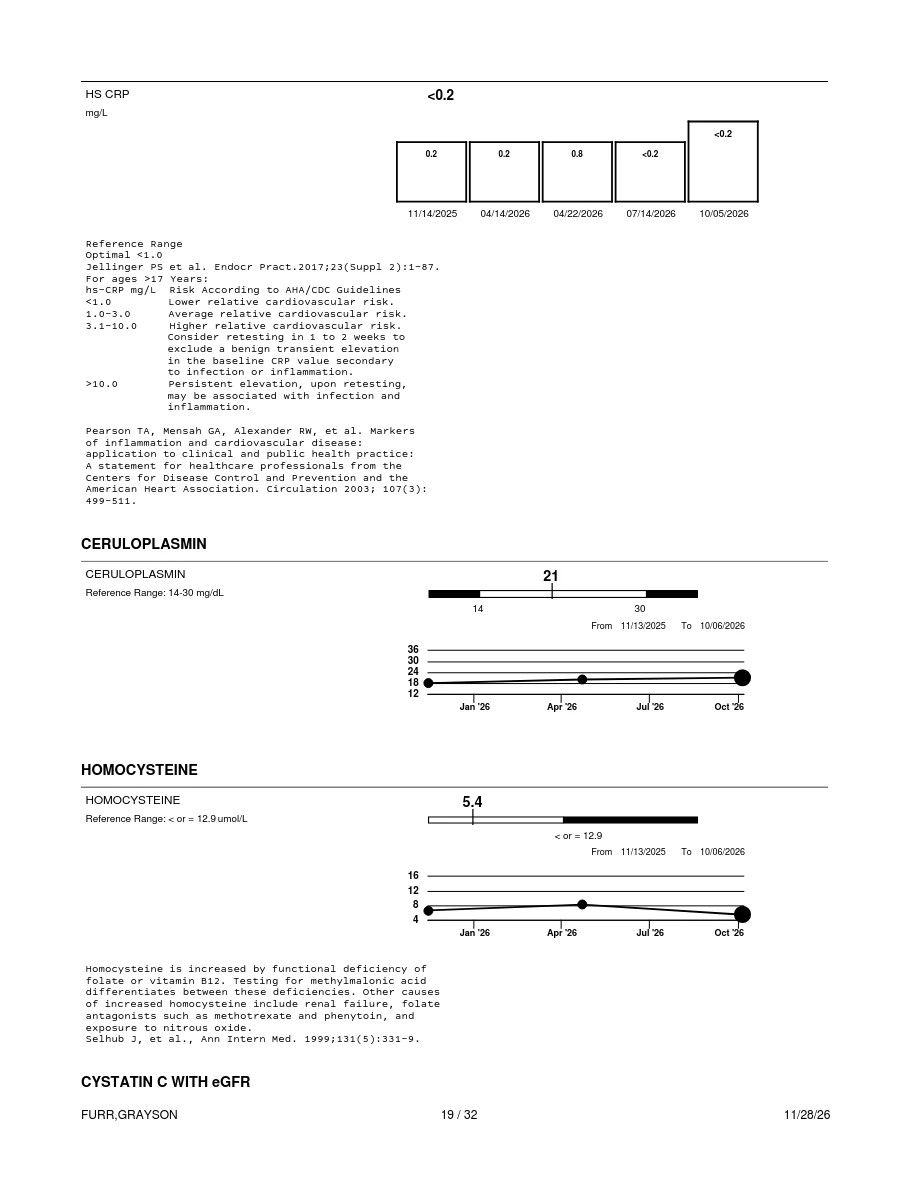 HS CRP
<0.2
mg/L
0.2 0.2 0.8 <0.2 <0.2
11/14/2025 04/14/2026 04/22/2026 07/14/2026 10/05/2026
Reference Range
Optimal <1.0
Jellinger PS et al. Endocr Pract.2017;23(Suppl 2):1-87.
For ages >17 Years:
hs-CRP mg/L Risk According to AHA/CDC Guidelines
<1.0 Lower relative cardiovascular risk.
1.0-3.0 Average relative cardiovascular risk.
3.1-10.0 Higher relative cardiovascular risk.
Consider retesting in 1 to 2 weeks to
exclude a benign transient elevation
in the baseline CRP value secondary
to infection or inflammation.
>10.0 Persistent elevation, upon retesting,
may be associated with infection and
inflammation.
Pearson TA, Mensah GA, Alexander RW, et al. Markers
of inflammation and cardiovascular disease:
application to clinical and public health practice:
A statement for healthcare professionals from the
Centers for Disease Control and Prevention and the
American Heart Association. Circulation 2003; 107(3):
499-511.
CERULOPLASMIN
CERULOPLASMIN
21
Reference Range: 14-30 mg/dL
14 30
From 11/13/2025 To 10/06/2026
36
30
24
18
12
Jan '26 Apr '26 Jul '26 Oct '26
HOMOCYSTEINE
HOMOCYSTEINE
5.4
Reference Range: < or = 12.9 umol/L
< or = 12.9
From 11/13/2025 To 10/06/2026
16
12
8
4
Jan '26 Apr '26 Jul '26 Oct '26
Homocysteine is increased by functional deficiency of
folate or vitamin B12. Testing for methylmalonic acid
differentiates between these deficiencies. Other causes
of increased homocysteine include renal failure, folate
antagonists such as methotrexate and phenytoin, and
exposure to nitrous oxide.
Selhub J, et al., Ann Intern Med. 1999;131(5):331-9.
CYSTATIN C WITH eGFR
FURR,GRAYSON 19 / 32 11/28/26